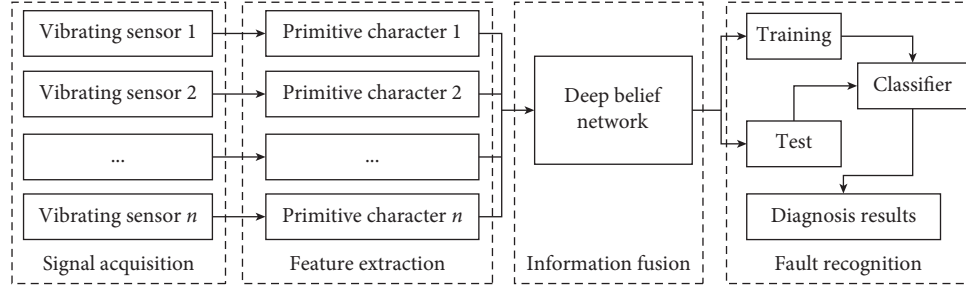 Vibrating sensor 1
Vibrating sensor 2
...
Vibrating sensor n
Signal acquisition
Primitive character 1
Primitive character 2
...
Primitive character n
Feature extraction
Deep belief
network
Information fusion
Training
Classifier
Test
Diagnosis results
Fault recognition